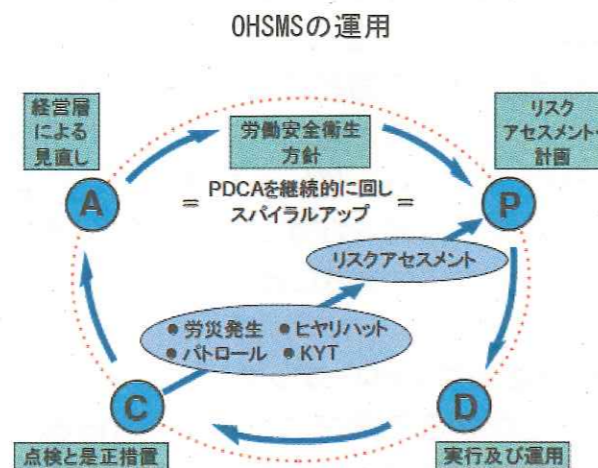 OHSMSの運用
経営層
による
見直し
労働安全衛生
方針
リスク
アセスメント・
計画
A
= PDCAを継続的に回し =
スパイラルアップ
P
リスクアセスメント
● 労災発生 ● ヒヤリハット
● パトロール ● KYT
C
D
点検と是正措置
実行及び運用